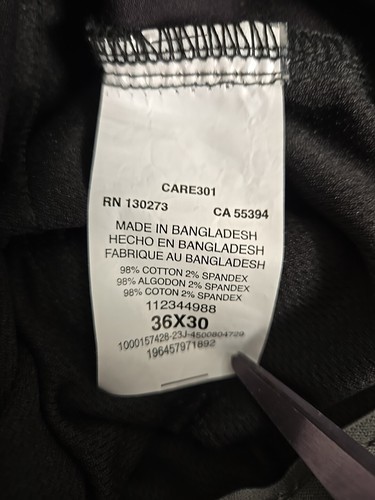 CARE301
RN 130273 CA 55394
MADE IN BANGLADESH
HECHO EN BANGLADESH
FABRIQUE AU BANGLADESH
98% COTTON 2% SPANDEX
98% ALGODON 2% SPANDEX
98% COTON 2% SPANDEX
112344988
36X30
1000157428-23J-4500804729
196457971892